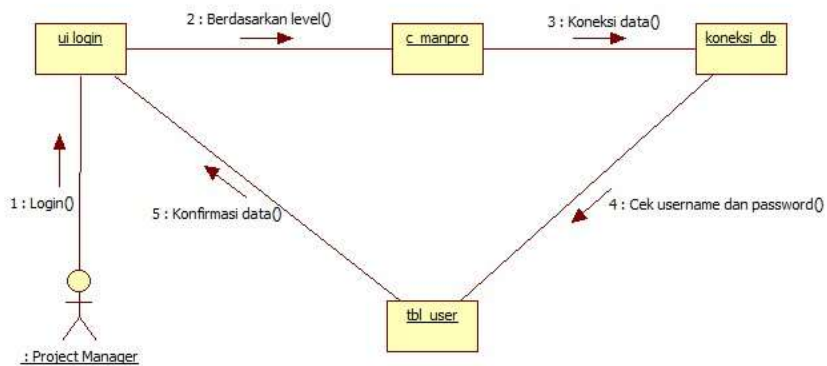 2 : Berdasarkan level()
3 : Koneksi data()
ui login
c_manpro
koneksi_db
1 : Login()
5 : Konfirmasi data()
4 : Cek username dan password()
tbl_user
: Project Manager